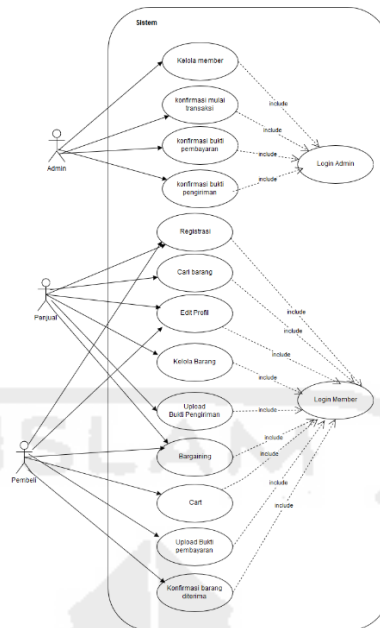 Sistem
Kelola member
include
konfirmasi mulai
transaksi
include
Admin
konfirmasi bukti
pembayaran
include
Login Admin
konfirmasi bukti
pengiriman
include
Registrasi
include
Cari barang
include
Penjual
Edit Profil
include
Kelola Barang
include
Login Member
Upload
Bukti Pengiriman
include
ISLAM
Bargaining
include
Pembeli
include
Cart
include
Upload Bukti
pembayaran
include
Konfirmasi barang
diterima